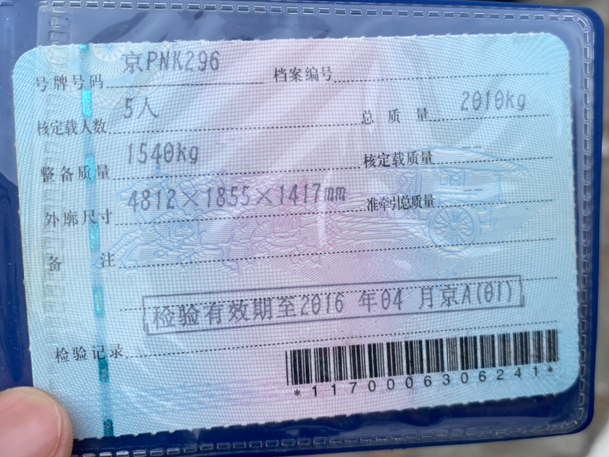 号牌号码 京PNK296 档案编号
核定载人数 5人 总质量 2010kg
整备质量 1540kg 核定载质量
外廓尺寸 4812×1855×1417mm 准牵引总质量
备注
检验有效期至2016 年04 月京A(01)
检验记录
*1170006306241*